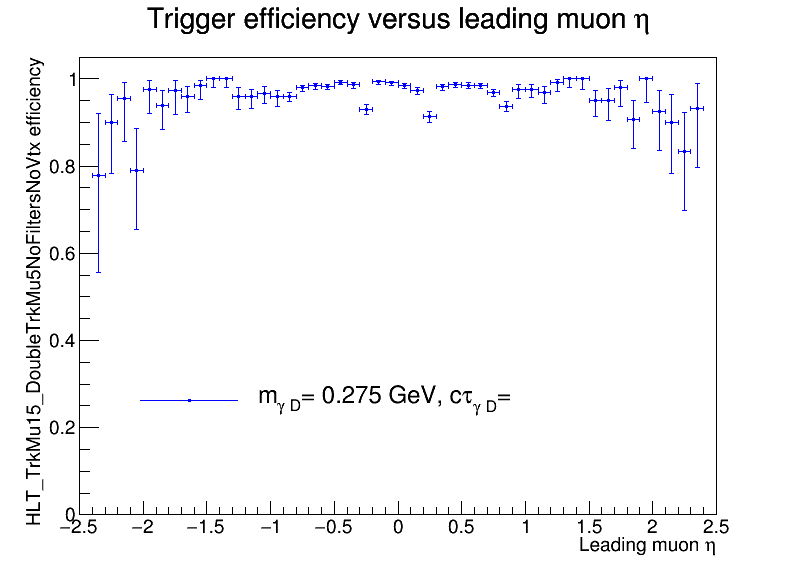 Trigger efficiency versus leading muon η
HLT_TrkMu15_DoubleTrkMu5NoFiltersNoVtx efficiency
1
0.8
0.6
0.4
0.2
0
mγ D= 0.275 GeV, cτγ D=
−2.5 −2 −1.5 −1 −0.5 0 0.5 1 1.5 2 2.5
Leading muon η